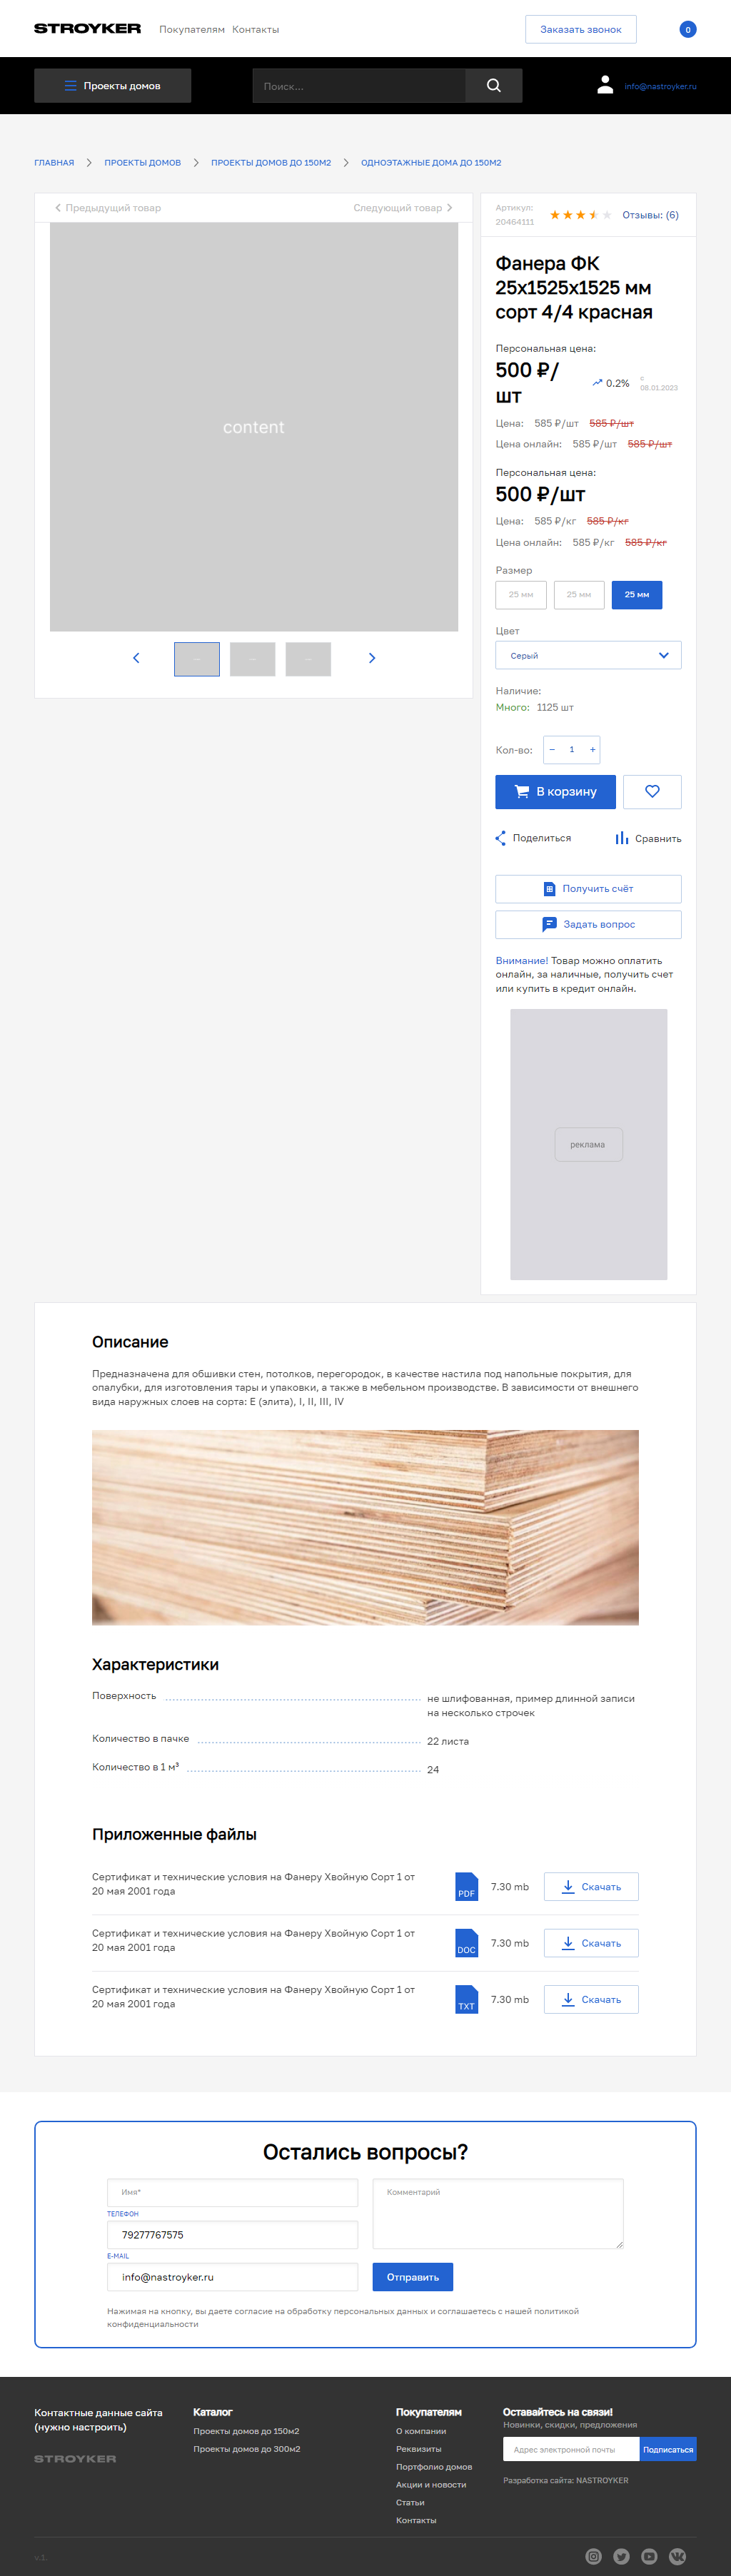 STROYKER
Покупателям Контакты
Заказать звонок
0
Проекты домов
Поиск...
info@nastroyker.ru
ГЛАВНАЯ
ПРОЕКТЫ ДОМОВ
ПРОЕКТЫ ДОМОВ ДО 150М2
ОДНОЭТАЖНЫЕ ДОМА ДО 150М2
Предыдущий товар
Следующий товар
content
Артикул:
20464111
Отзывы: (6)
Фанера ФК
25х1525х1525 мм
сорт 4/4 красная
Персональная цена:
500 ₽/
шт
0.2%
с
08.01.2023
Цена: 585 ₽/шт 585 ₽/шт
Цена онлайн: 585 ₽/шт 585 ₽/шт
Персональная цена:
500 ₽/шт
Цена: 585 ₽/кг 585 ₽/кг
Цена онлайн: 585 ₽/кг 585 ₽/кг
Размер
25 мм 25 мм 25 мм
Цвет
Серый
Наличие:
Много: 1125 шт
Кол-во: − 1 +
В корзину
Поделиться
Сравнить
Получить счёт
Задать вопрос
Внимание! Товар можно оплатить
онлайн, за наличные, получить счет
или купить в кредит онлайн.
реклама
Описание
Предназначена для обшивки стен, потолков, перегородок, в качестве настила под напольные покрытия, для
опалубки, для изготовления тары и упаковки, а также в мебельном производстве. В зависимости от внешнего
вида наружных слоев на сорта: Е (элита), I, II, III, IV
Характеристики
Поверхность
не шлифованная, пример длинной записи
на несколько строчек
Количество в пачке
22 листа
Количество в 1 м³
24
Приложенные файлы
Сертификат и технические условия на Фанеру Хвойную Сорт 1 от
20 мая 2001 года
PDF
7.30 mb
Скачать
Сертификат и технические условия на Фанеру Хвойную Сорт 1 от
20 мая 2001 года
DOC
7.30 mb
Скачать
Сертификат и технические условия на Фанеру Хвойную Сорт 1 от
20 мая 2001 года
TXT
7.30 mb
Скачать
Остались вопросы?
Имя*
ТЕЛЕФОН
79277767575
E-MAIL
info@nastroyker.ru
Комментарий
Отправить
Нажимая на кнопку, вы даете согласие на обработку персональных данных и соглашаетесь с нашей политикой
конфиденциальности
Контактные данные сайта
(нужно настроить)
STROYKER
Каталог
Проекты домов до 150м2
Проекты домов до 300м2
Покупателям
О компании
Реквизиты
Портфолио домов
Акции и новости
Статьи
Контакты
Оставайтесь на связи!
Новинки, скидки, предложения
Адрес электронной почты
Подписаться
Разработка сайта: NASTROYKER
v.1.